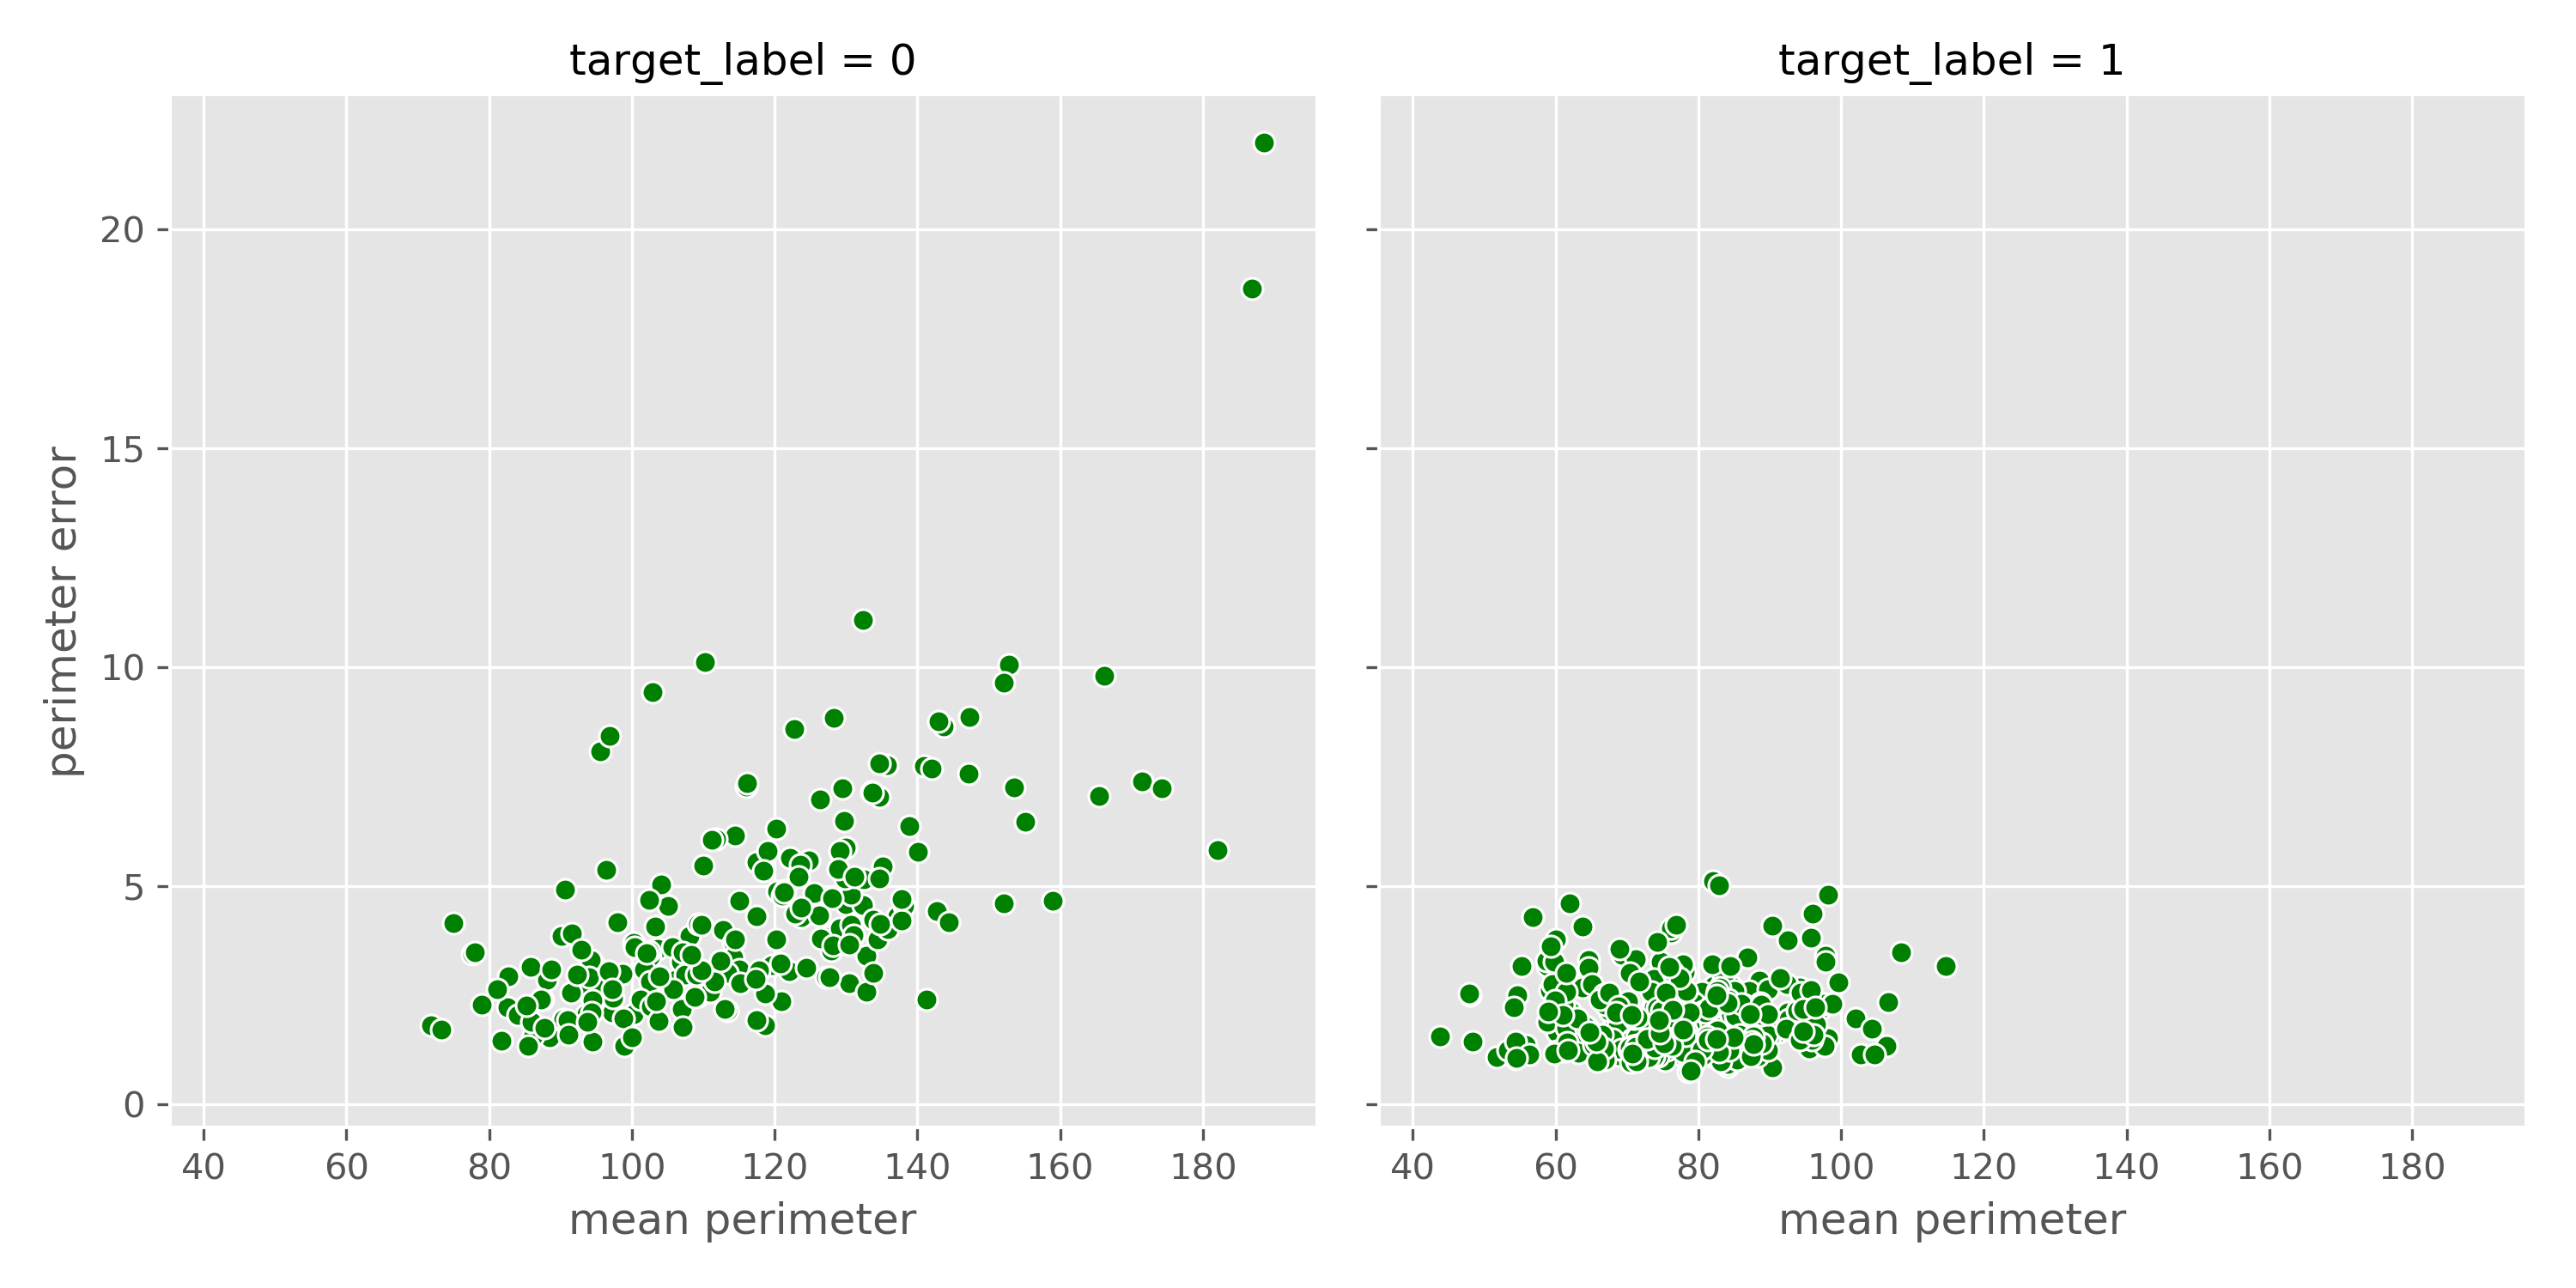 target_label = 0
target_label = 1
20
15
10
5
0
perimeter error
40 60 80 100 120 140 160 180
40 60 80 100 120 140 160 180
mean perimeter
mean perimeter